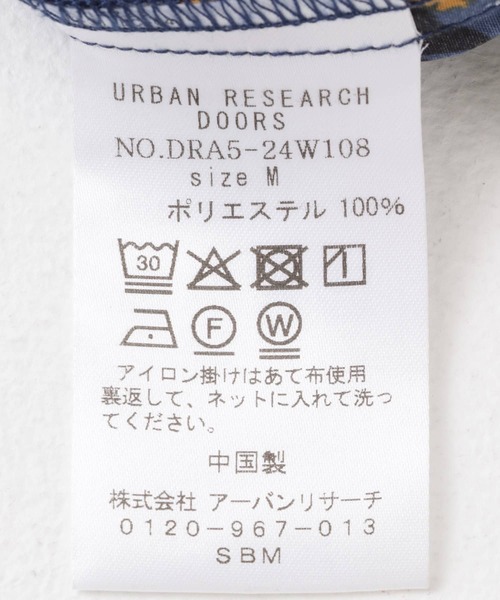 URBAN RESEARCH
DOORS
NO.DRA5-24W108
size M
ポリエステル 100%
30
F W
アイロン掛けはあて布使用
裏返して、ネットに入れて洗っ
てください。
中国製
株式会社 アーバンリサーチ
0120-967-013
SBM